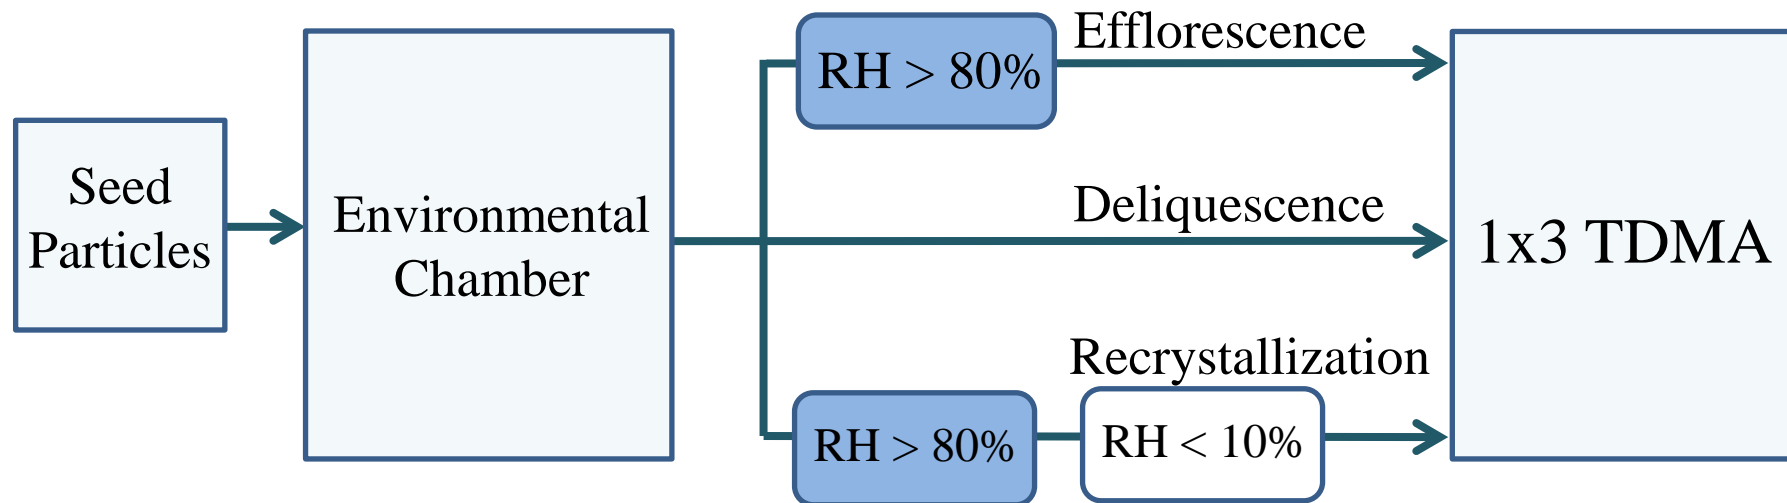 Seed
Particles
Environmental
Chamber
RH > 80%
Efflorescence
Deliquescence
Recrystallization
RH > 80%
RH < 10%
1x3 TDMA